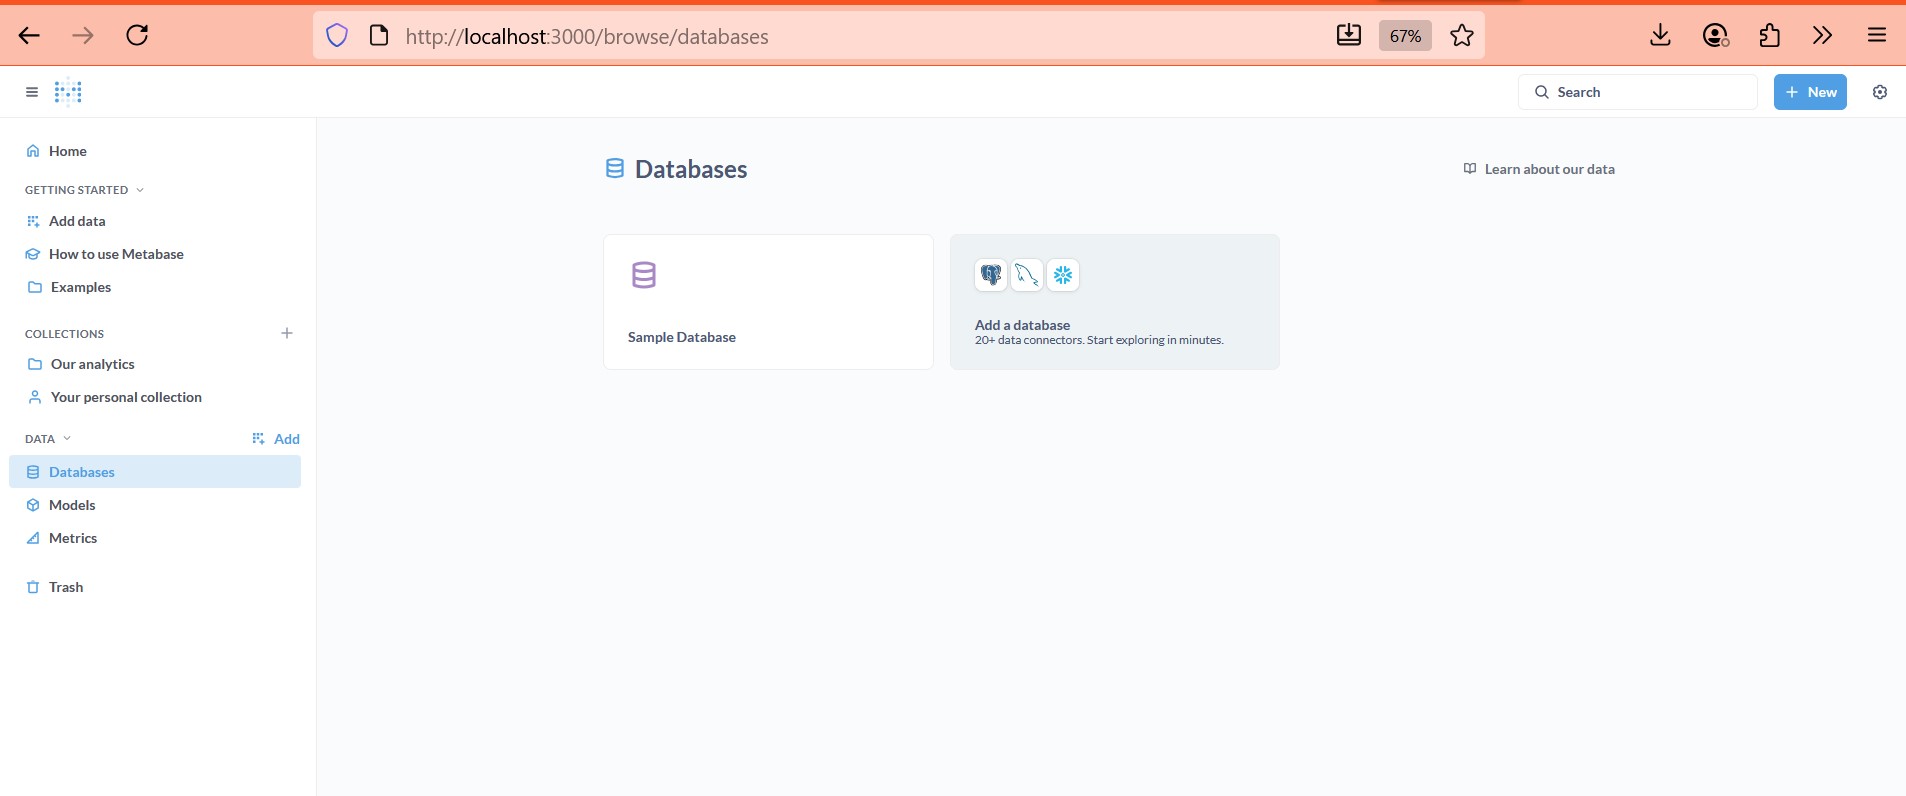 http://localhost:3000/browse/databases
67%
Search
New
Home
GETTING STARTED
Add data
How to use Metabase
Examples
COLLECTIONS
Our analytics
Your personal collection
DATA
Add
Databases
Models
Metrics
Trash
Databases
Learn about our data
Sample Database
Add a database
20+ data connectors. Start exploring in minutes.